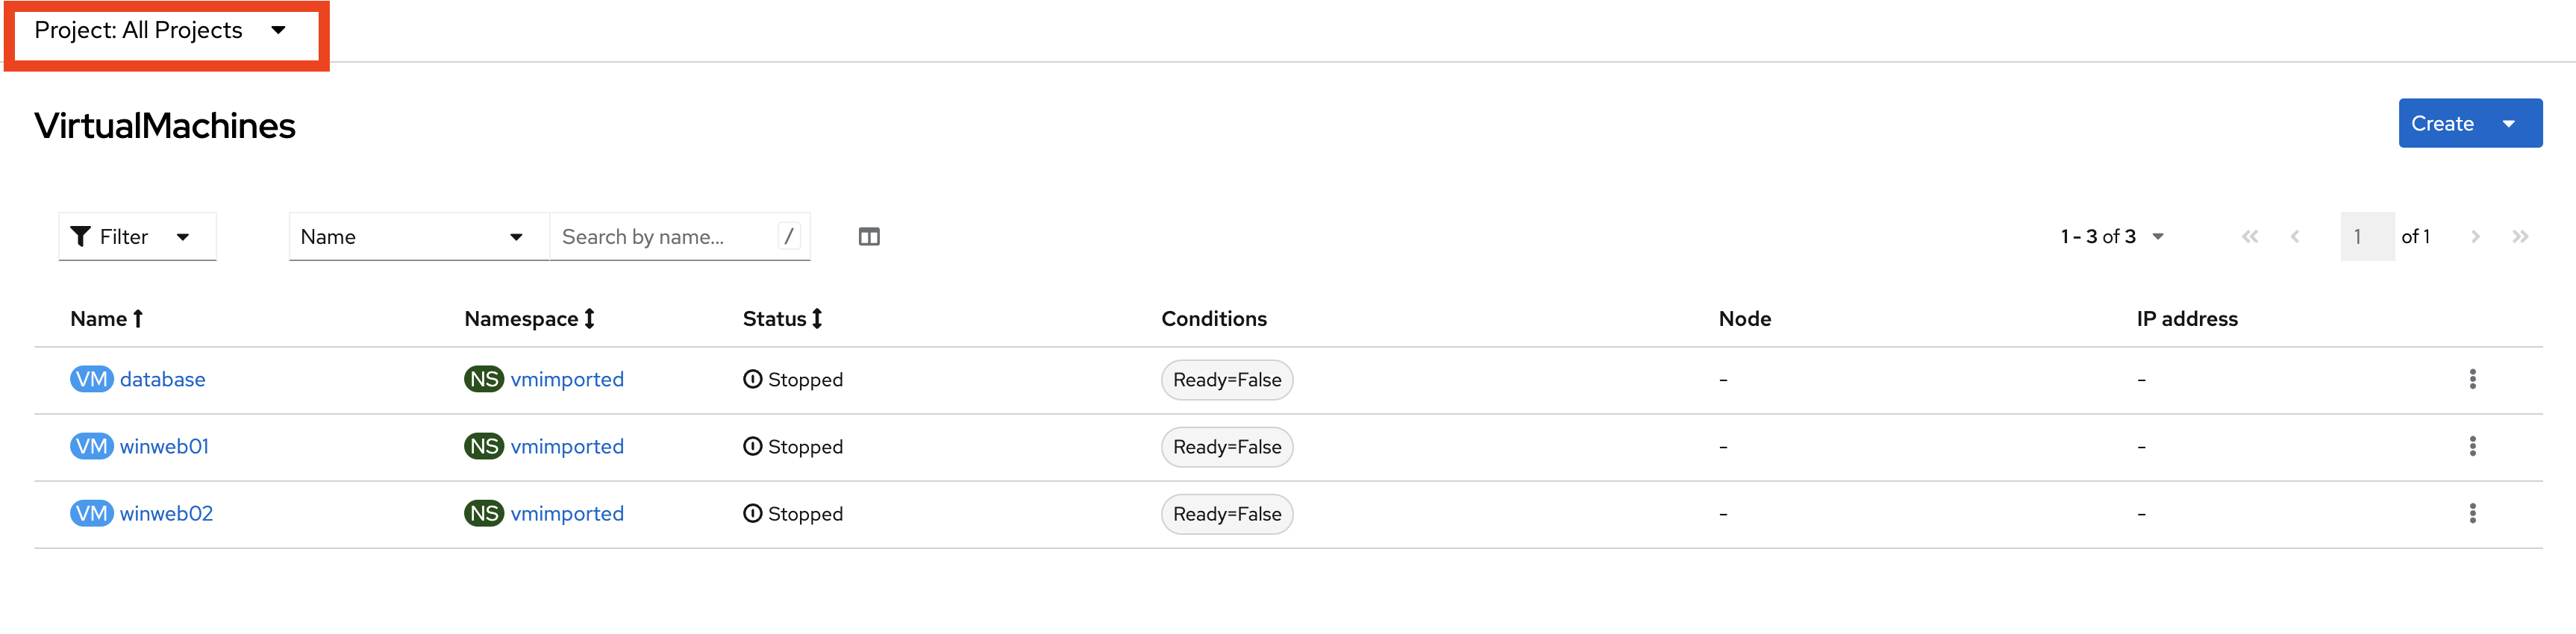 Project: All Projects
VirtualMachines
Create
Filter Name Search by name... / 1 - 3 of 3 1 of 1
Name Namespace Status Conditions Node IP address
VM database NS vmimported Stopped Ready=False - -
VM winweb01 NS vmimported Stopped Ready=False - -
VM winweb02 NS vmimported Stopped Ready=False - -